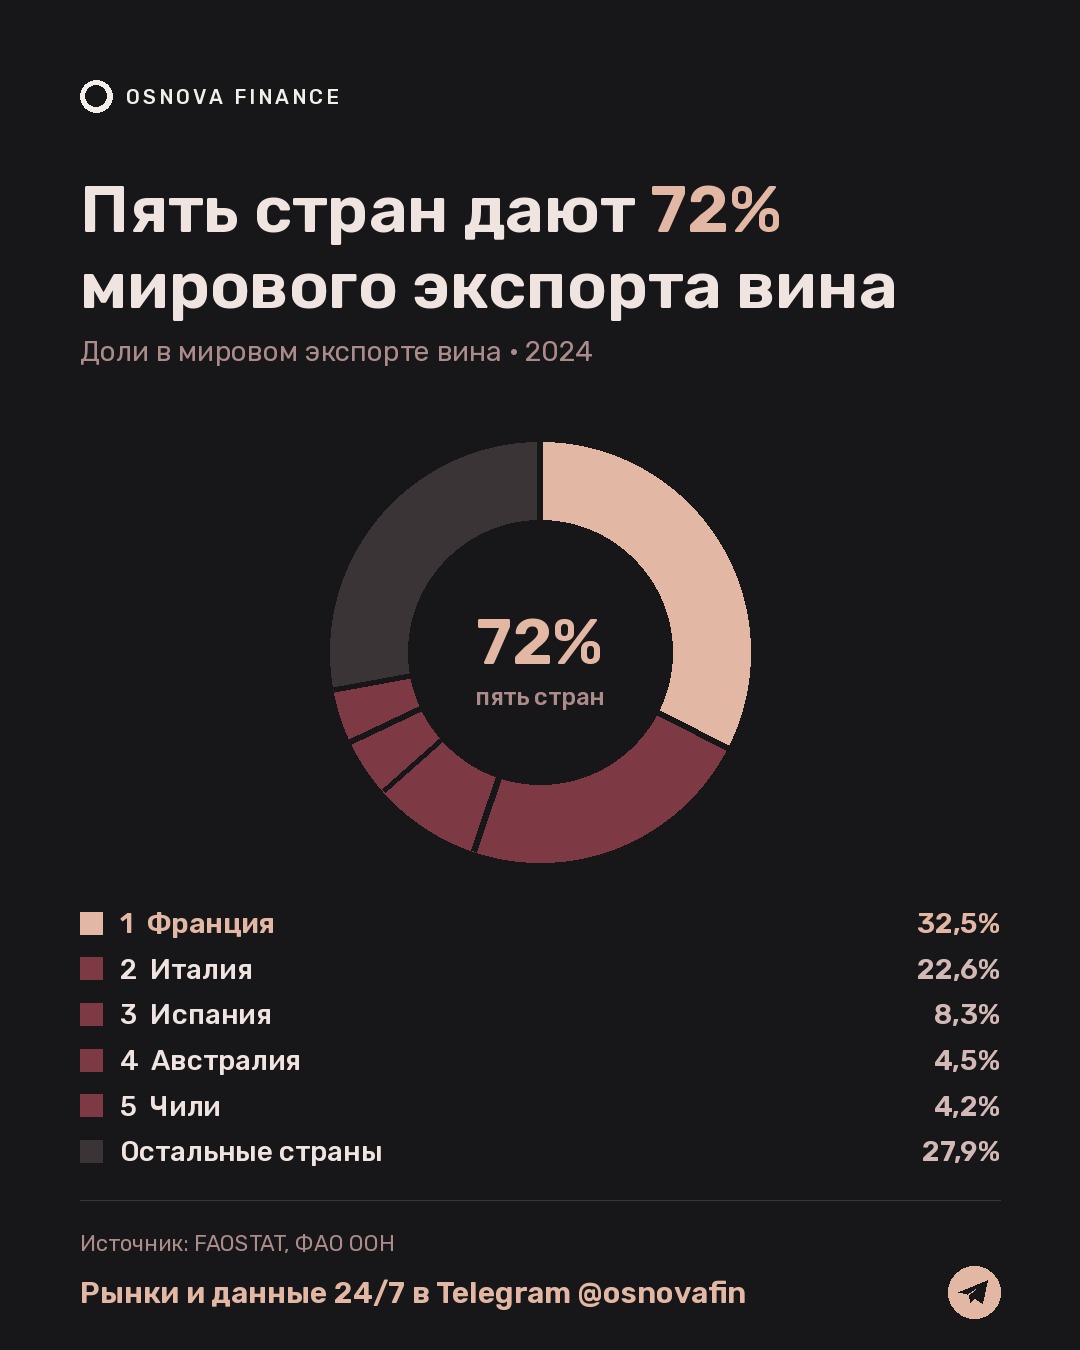 OSNOVA FINANCE
Пять стран дают 72%
мирового экспорта вина
Доли в мировом экспорте вина • 2024
72%
пять стран
1 Франция 32,5%
2 Италия 22,6%
3 Испания 8,3%
4 Австралия 4,5%
5 Чили 4,2%
Остальные страны 27,9%
Источник: FAOSTAT, ФАО ООН
Рынки и данные 24/7 в Telegram @osnovafin